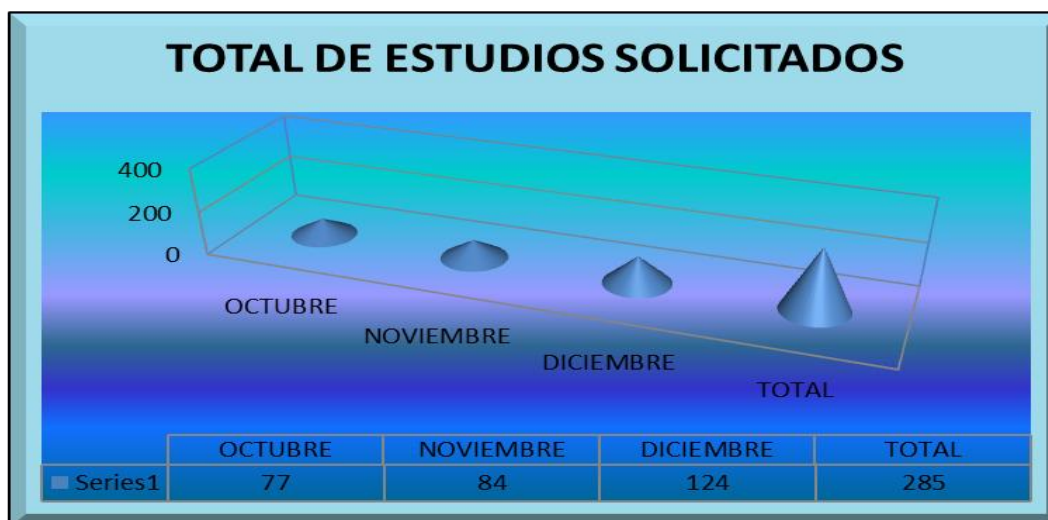 TOTAL DE ESTUDIOS SOLICITADOS
400
200
0
OCTUBRE
NOVIEMBRE
DICIEMBRE
TOTAL
OCTUBRE NOVIEMBRE DICIEMBRE TOTAL
Series1 77 84 124 285